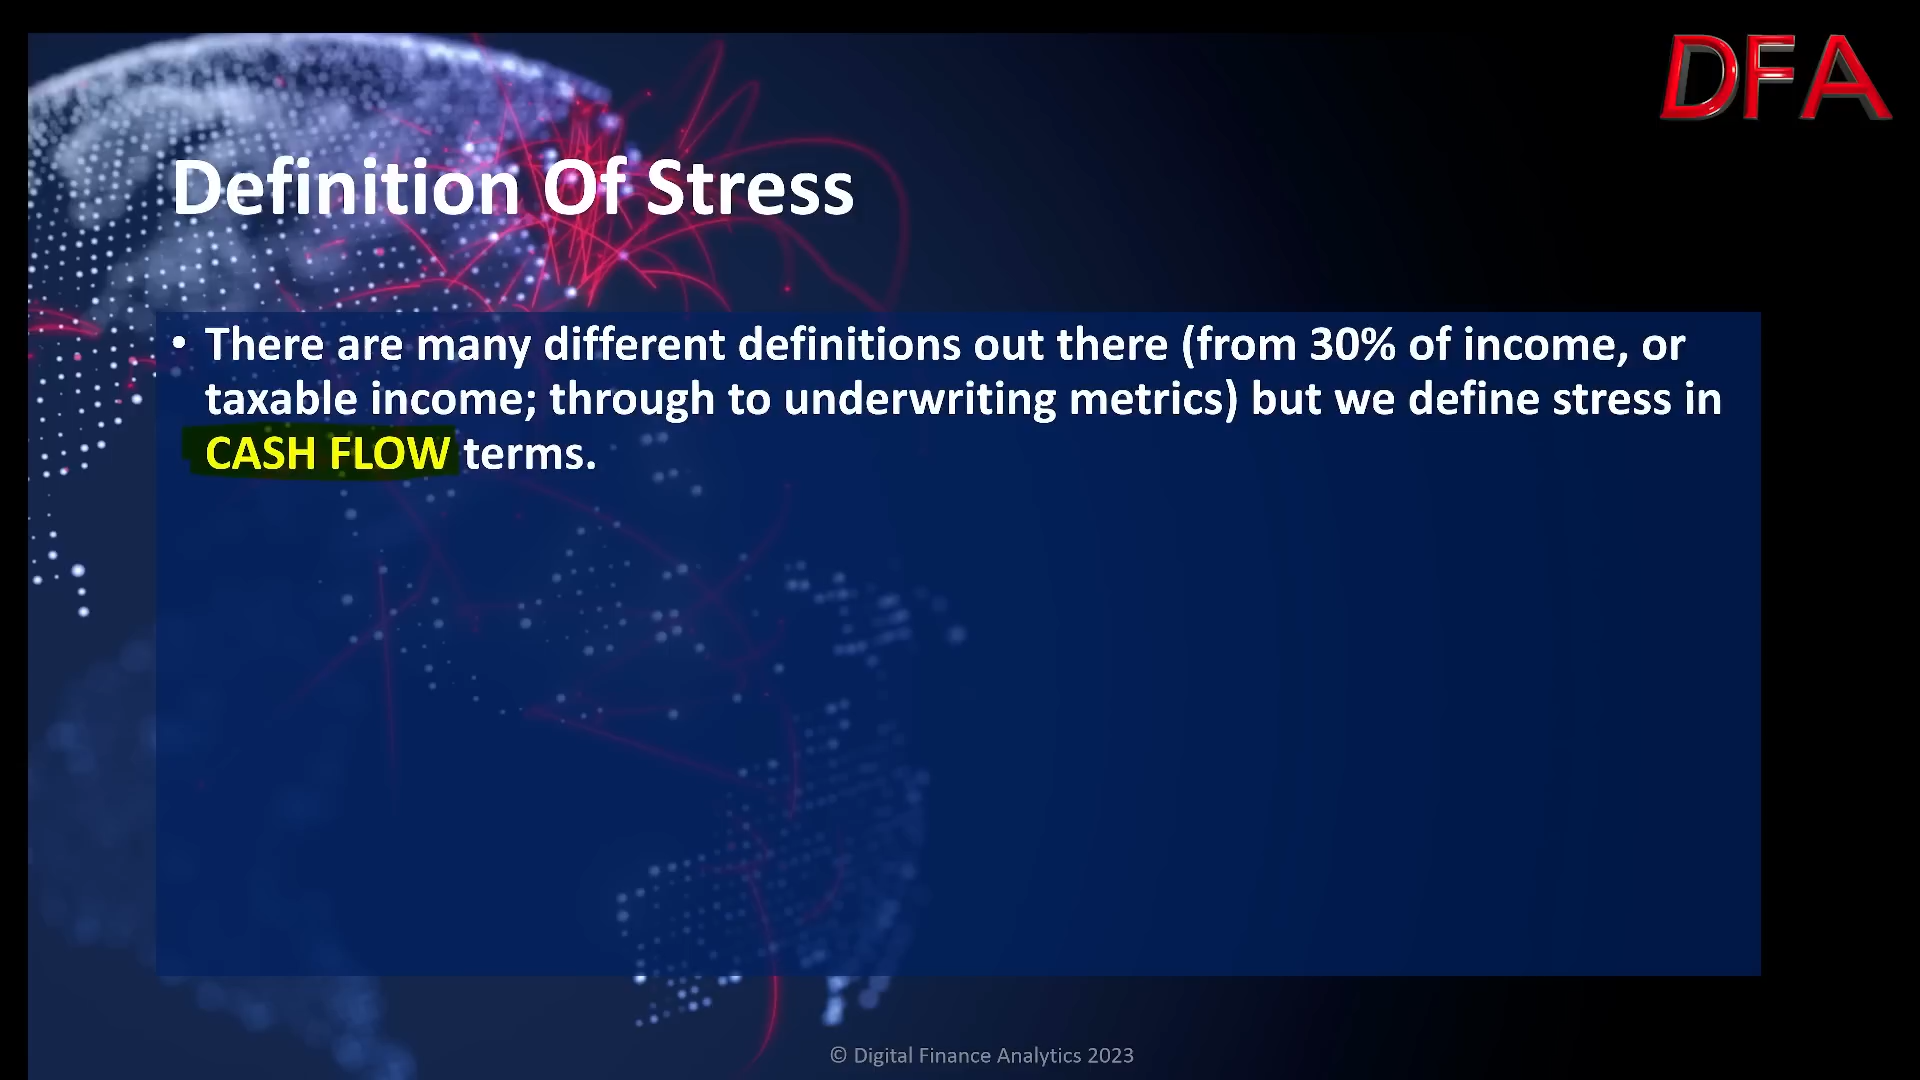 DFA
Definition Of Stress
• There are many different definitions out there (from 30% of income, or
taxable income; through to underwriting metrics) but we define stress in
CASH FLOW terms.
© Digital Finance Analytics 2023